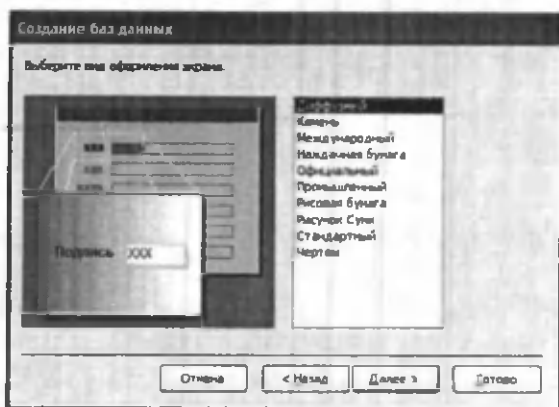 Создание баз данных
Выберите вид оформления экрана.
Подпись XXX
Диффузный
Камень
Международный
Наждачная бумага
Официальный
Промышленный
Рисовая бумага
Рисунок Суми
Стандартный
Чертеж
Отмена
< Назад
Далее >
Готово